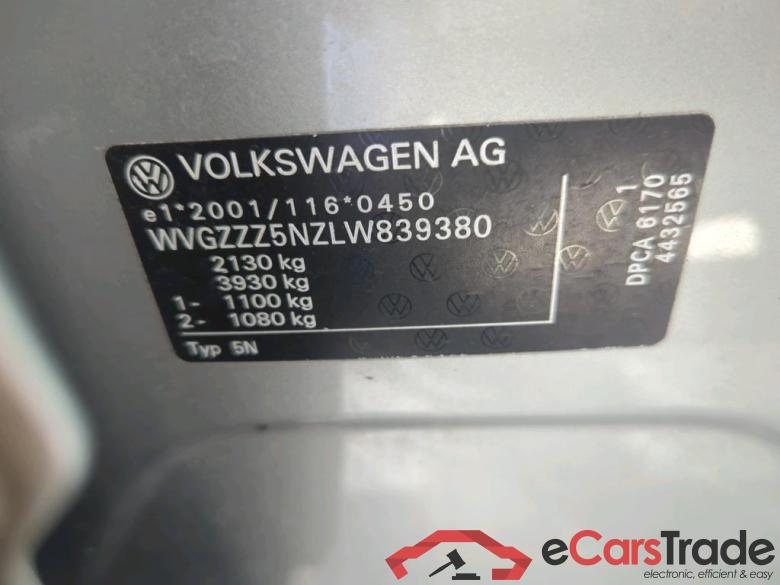 VOLKSWAGEN AG
e1*2001/116*0450
WVGZZZ5NZLW839380
2130 kg
3930 kg
1- 1100 kg
2- 1080 kg
Typ 5N
1
DPCA 6170
4432565
eCarsTrade
electronic, efficient & easy